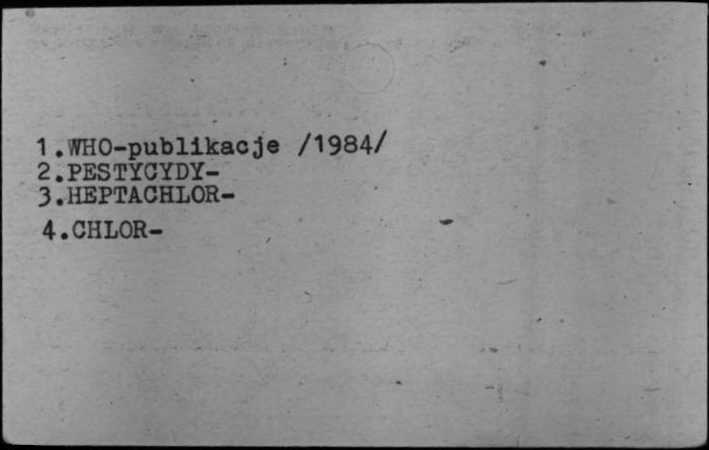 1.WHO-publikacje /1984/
2.PESTYCYDY-
3.HEPTACHLOR-
4.CHLOR-